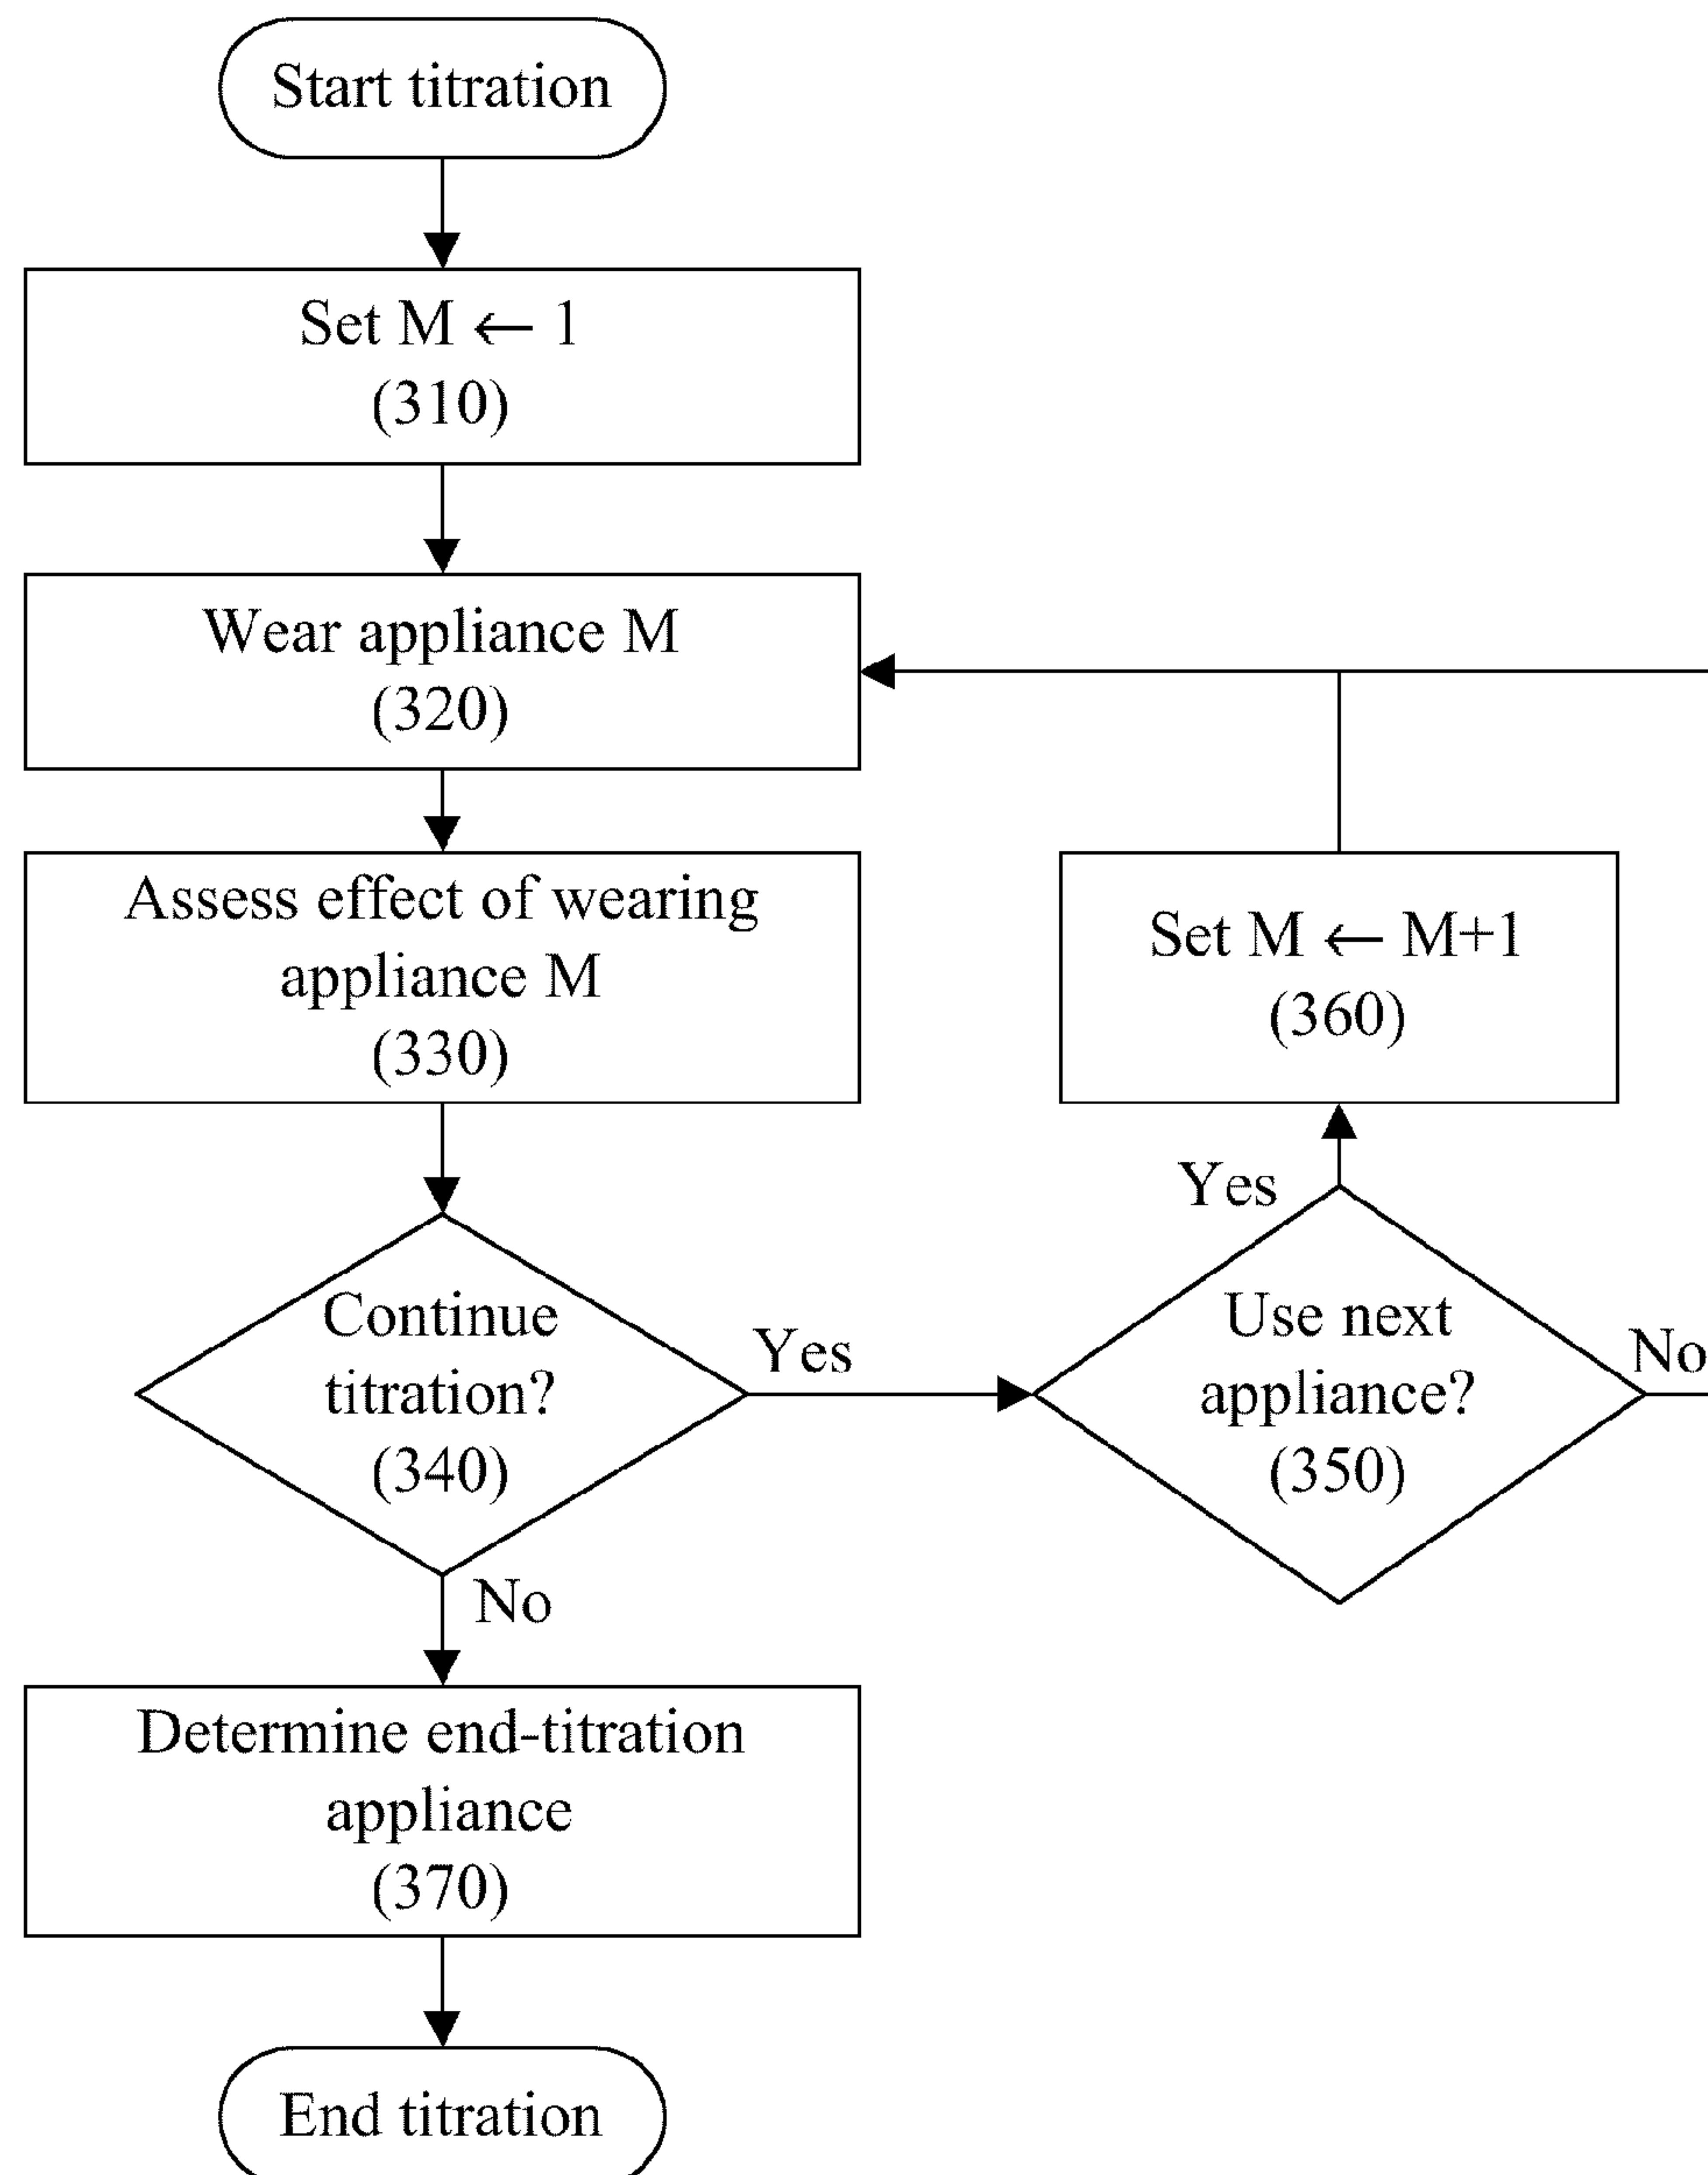 Start titration
Set M ← 1
(310)
Wear appliance M
(320)
Assess effect of wearing
appliance M
(330)
Set M ← M+1
(360)
Yes
Continue
titration?
(340)
Yes
Use next
appliance?
(350)
No
No
Determine end-titration
appliance
(370)
End titration